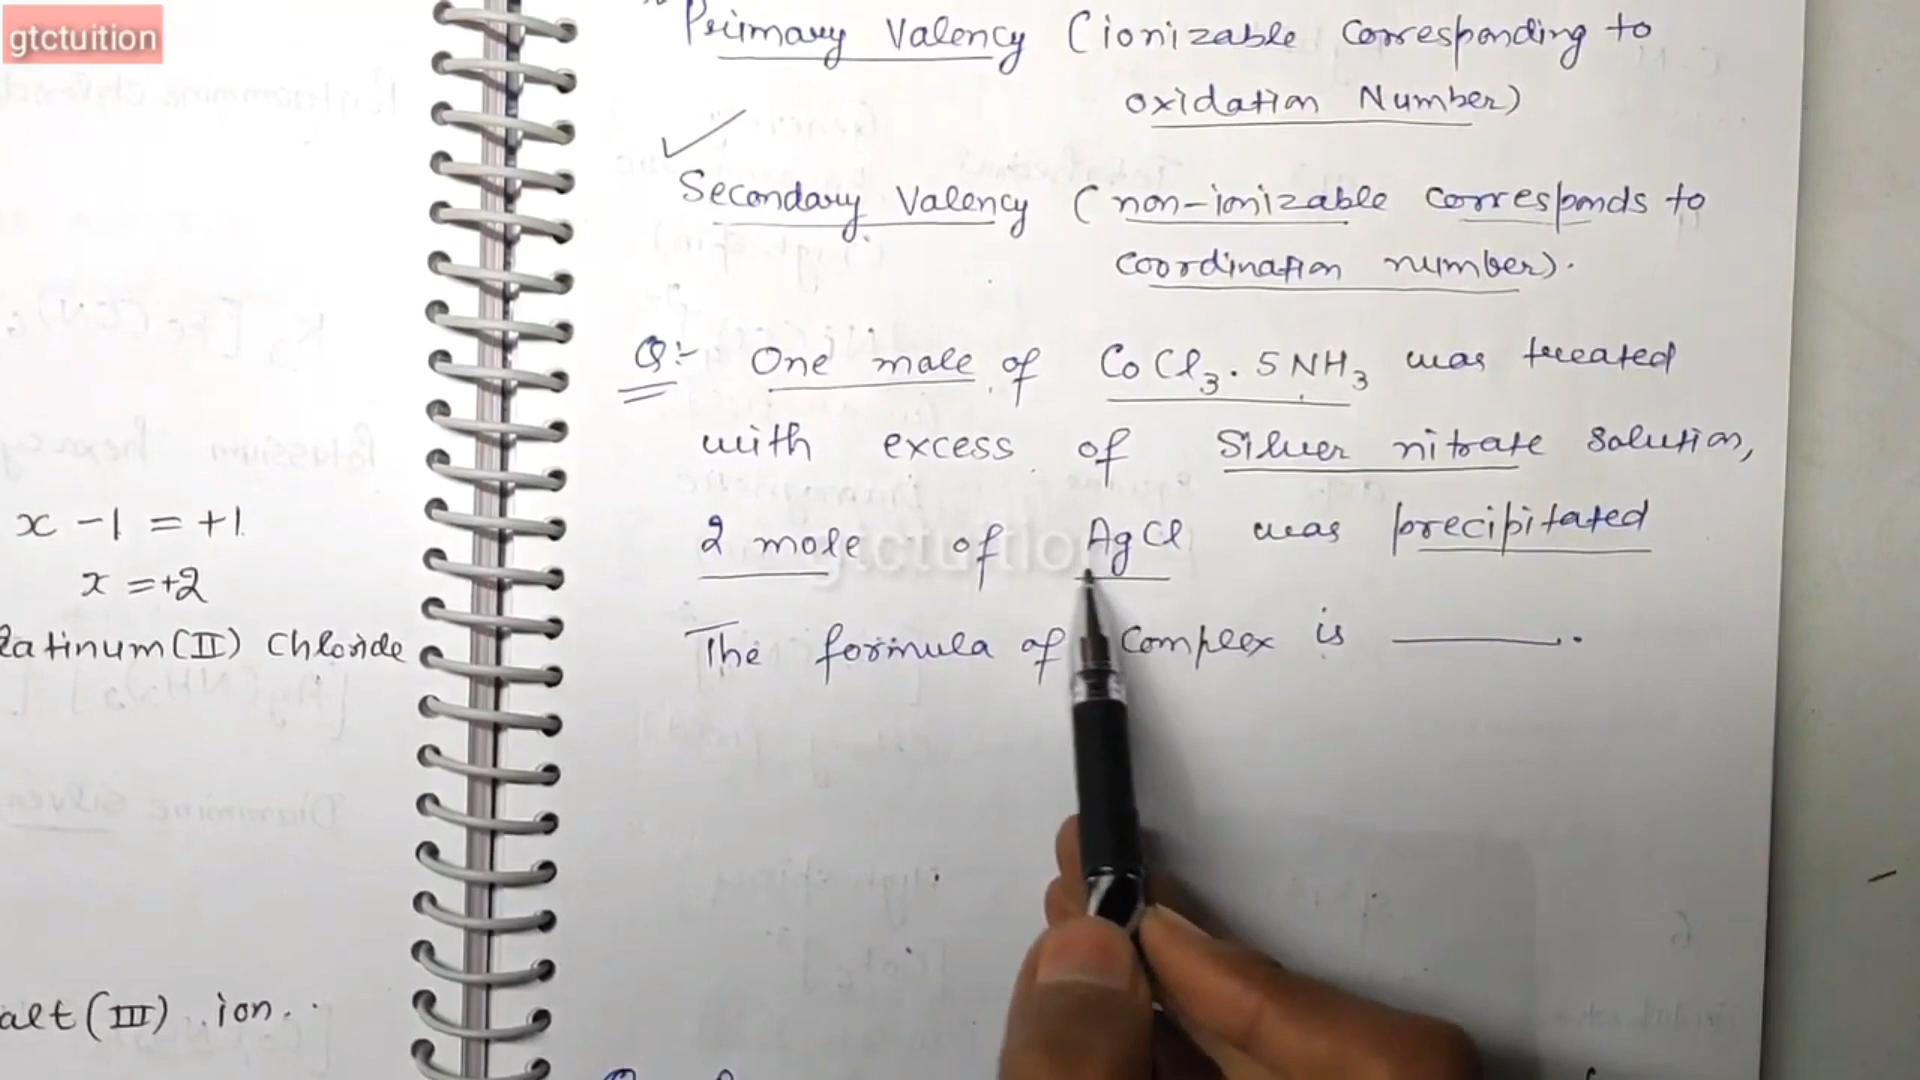 gtctuition
Primary Valency (ionizable corresponding to
oxidation Number)
Secondary Valency (non-ionizable corresponds to
coordination number).
Q:- One mole of CoCl3. 5NH3 was treated
with excess of Silver nitrate solution,
2 mole of AgCl was precipitated
The formula of complex is ______.
gtctuition
x - 1 = +1
x = +2
latinum (II) Chloride
alt (III) ion.